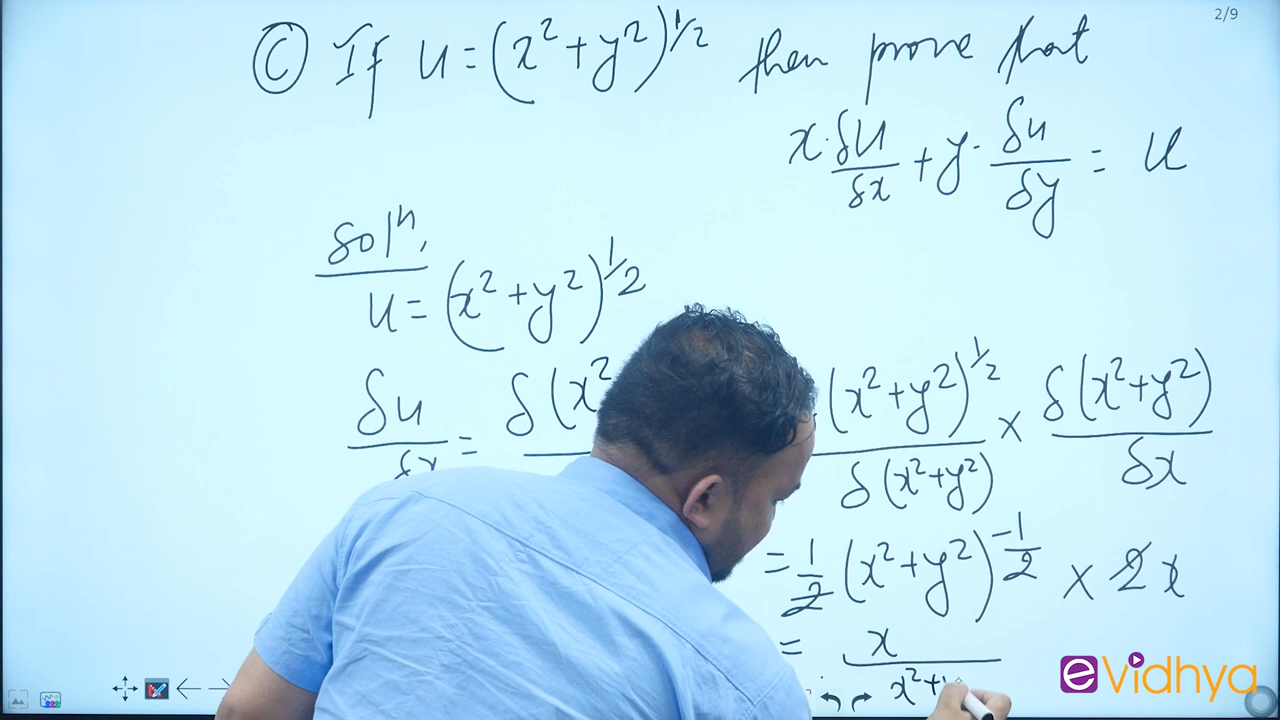 2/9
Ⓒ If u = (x² + y²)^1/2 then prove that
x · δu/δx + y · δu/δy = u
Solⁿ.
u = (x² + y²)^1/2
δu/δx = δ(x² (x² + y²)^1/2 / δ(x² + y²) × δ(x² + y²)/δx
= 1/2 (x² + y²)^-1/2 × 2x
= x / x² + y
eVidhya